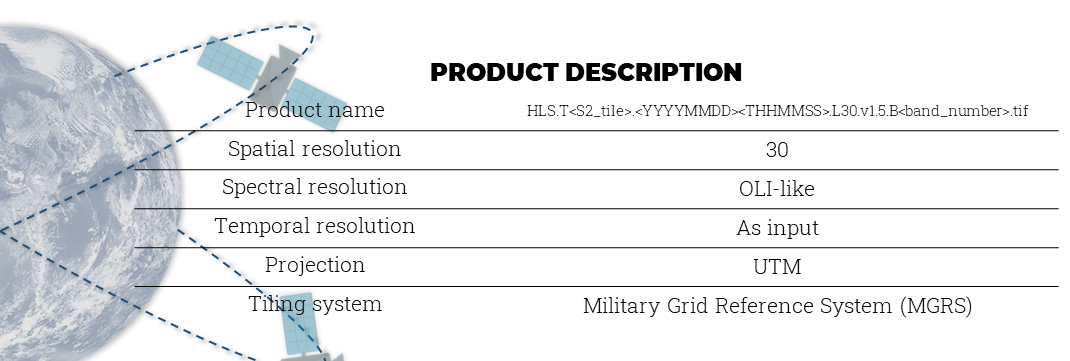 PRODUCT DESCRIPTION
Product name HLS.T<S2_tile>.<YYYYMMDD><THHMMSS>.L30.v1.5.B<band_number>.tif
Spatial resolution 30
Spectral resolution OLI-like
Temporal resolution As input
Projection UTM
Tiling system Military Grid Reference System (MGRS)